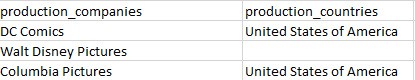 production_companies production_countries
DC Comics United States of America
Walt Disney Pictures
Columbia Pictures United States of America